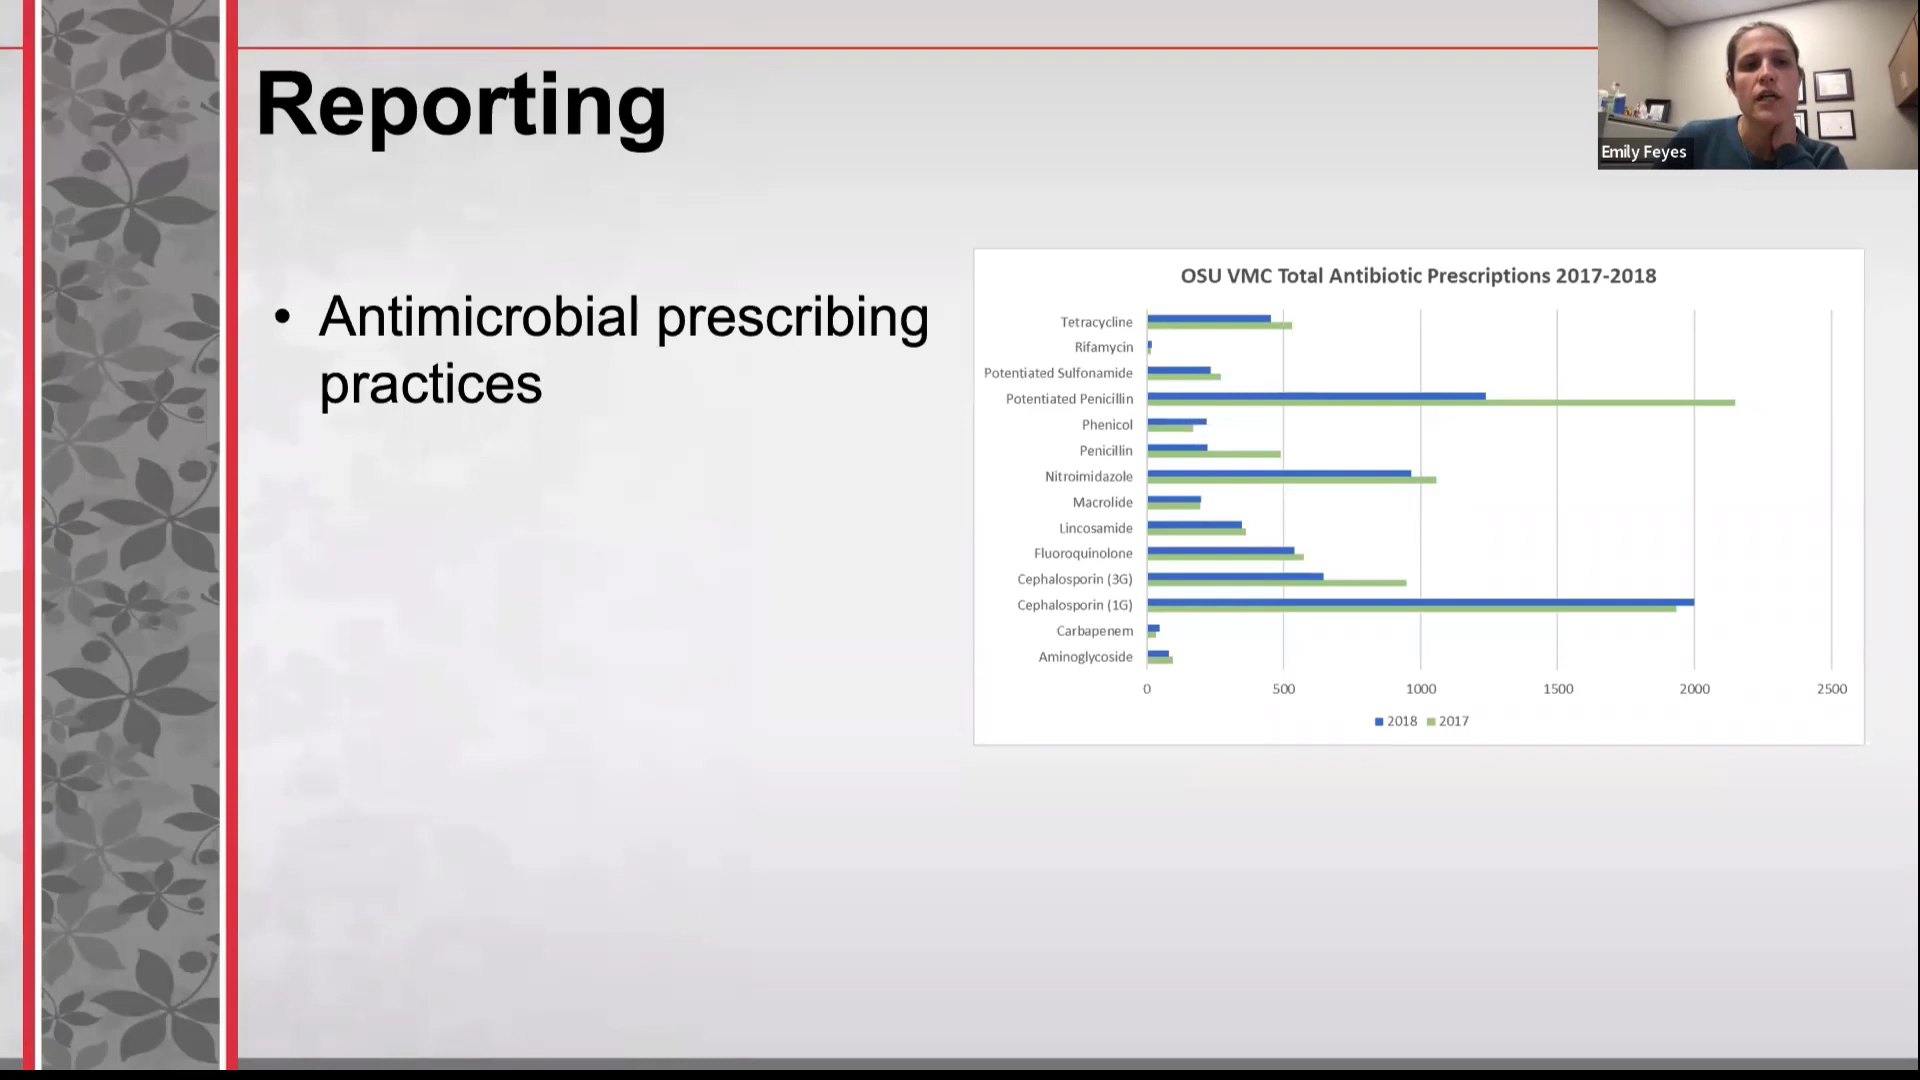 Reporting
Emily Feyes
• Antimicrobial prescribing
practices
OSU VMC Total Antibiotic Prescriptions 2017-2018
Tetracycline
Rifamycin
Potentiated Sulfonamide
Potentiated Penicillin
Phenicol
Penicillin
Nitroimidazole
Macrolide
Lincosamide
Fluoroquinolone
Cephalosporin (3G)
Cephalosporin (1G)
Carbapenem
Aminoglycoside
0 500 1000 1500 2000 2500
2018 2017